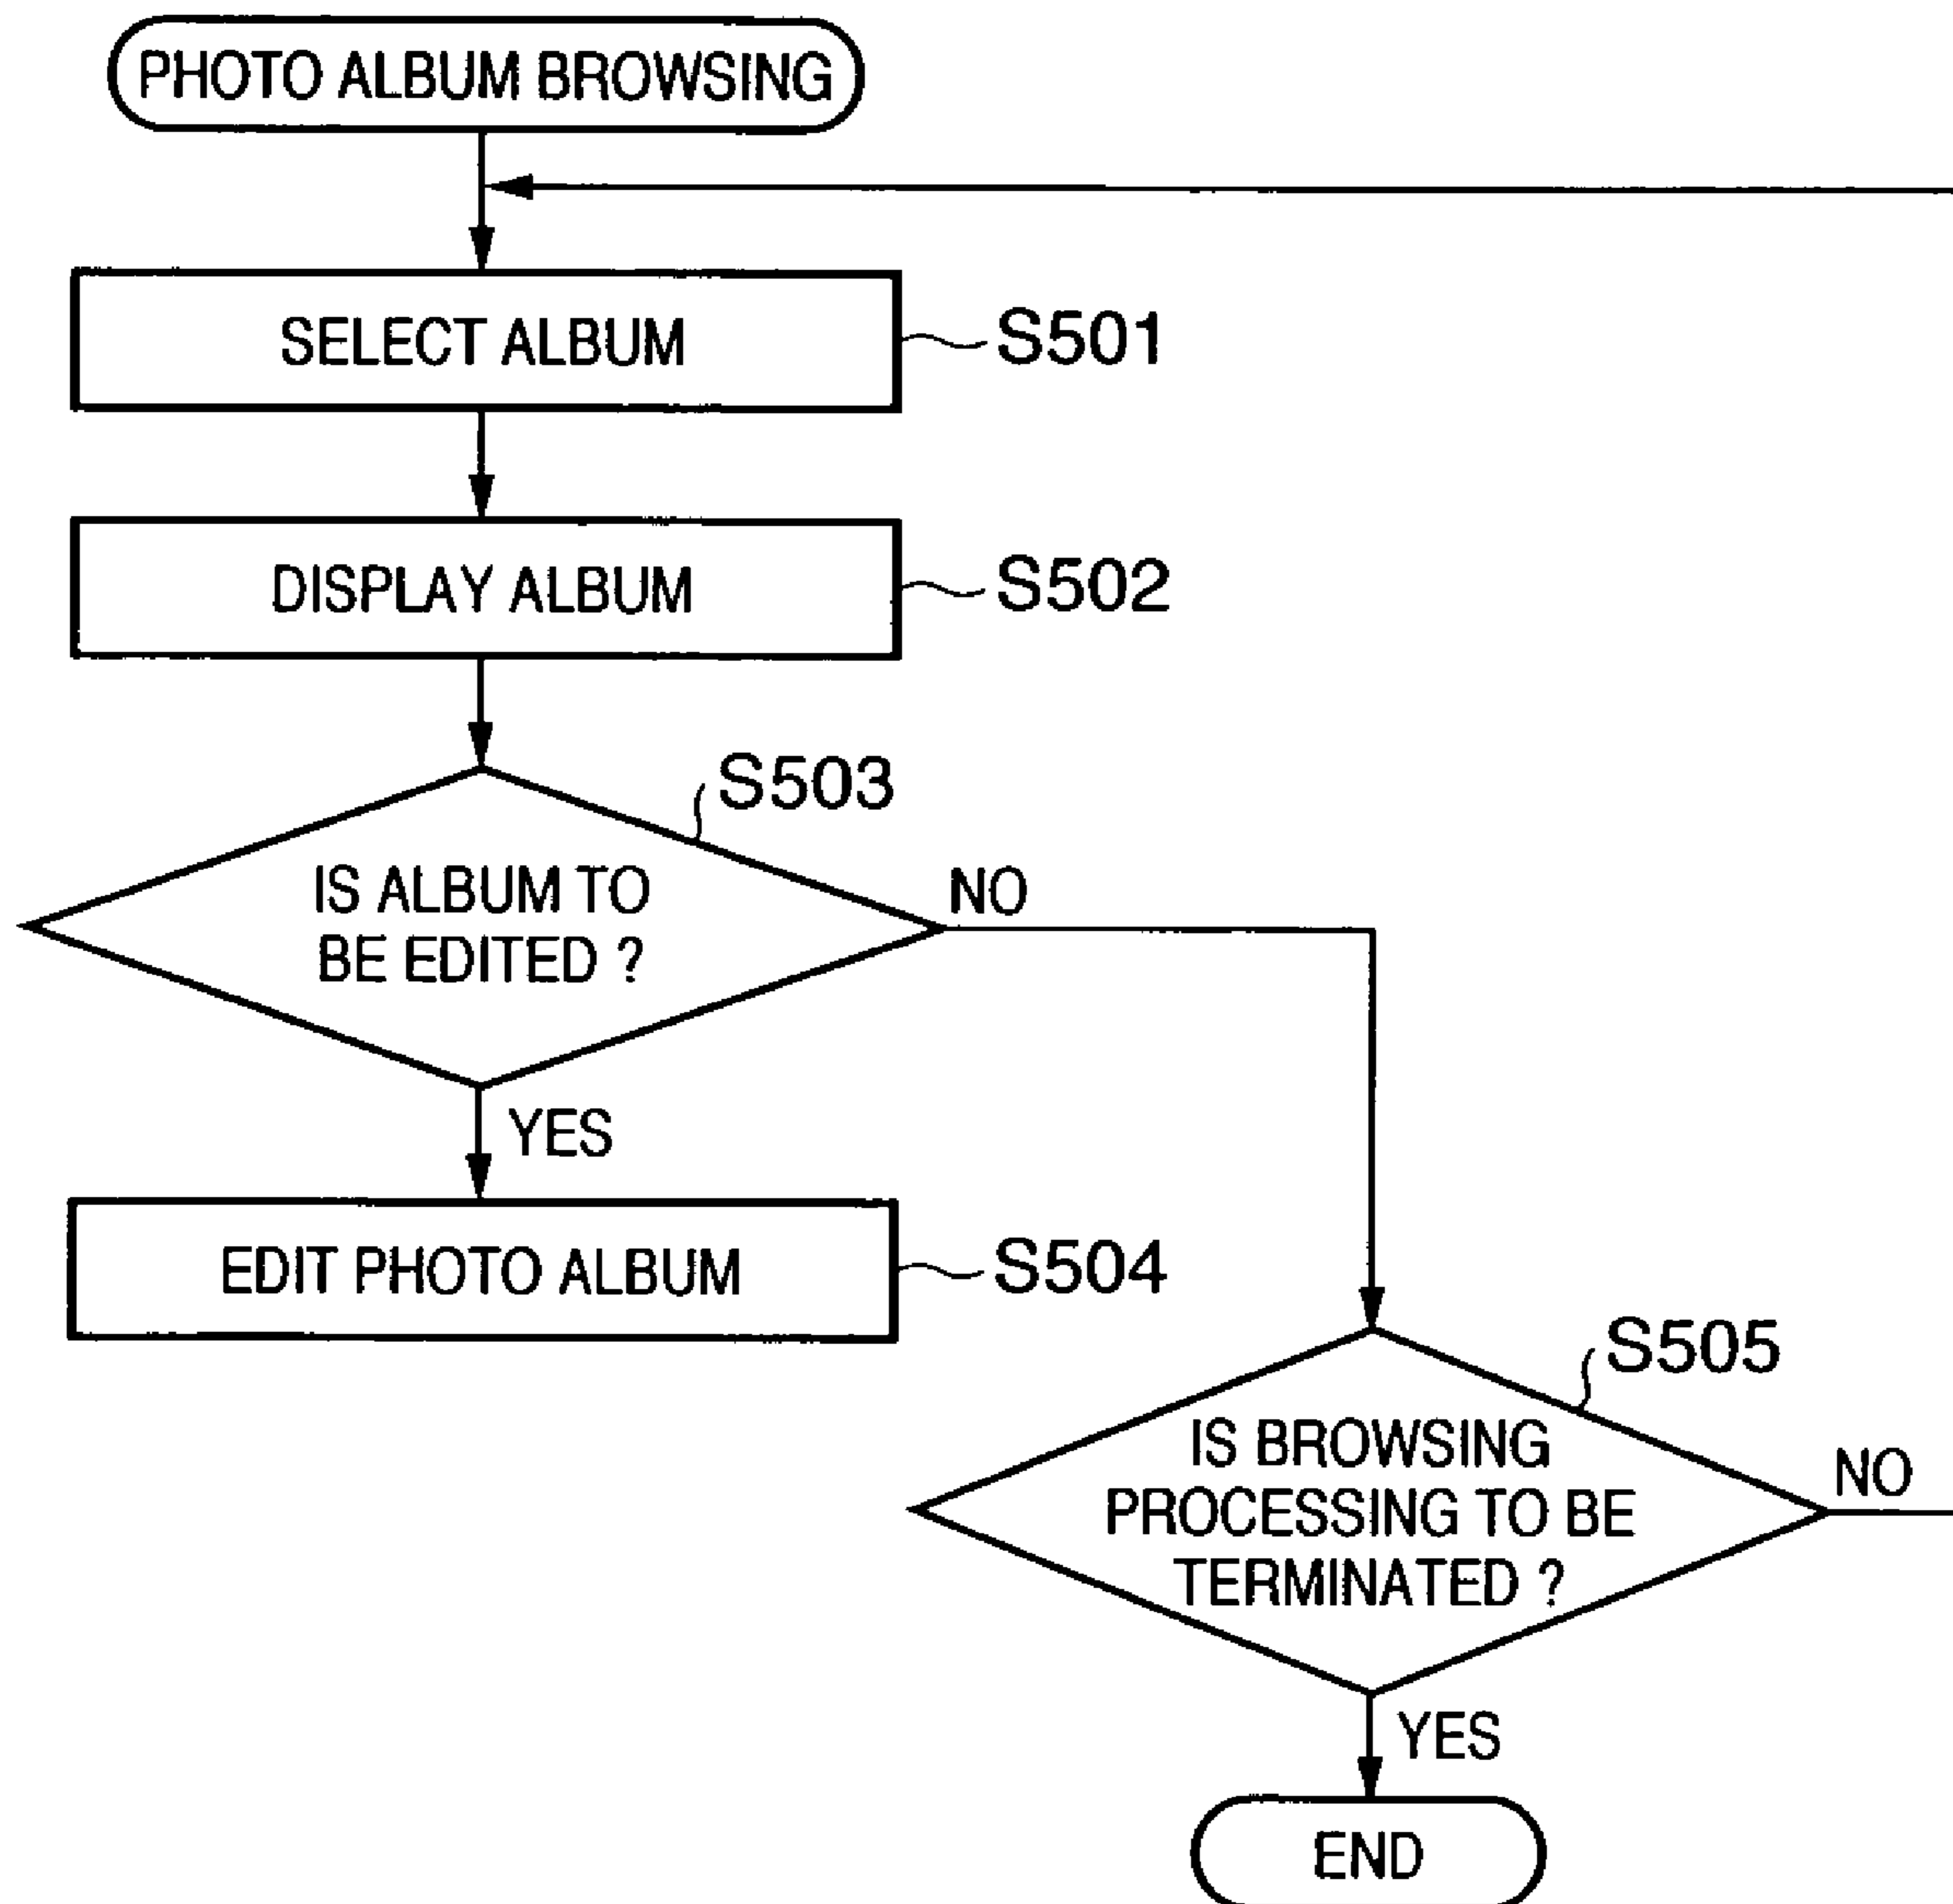 PHOTO ALBUM BROWSING
SELECT ALBUM
S501
DISPLAY ALBUM
S502
S503
IS ALBUM TO
BE EDITED ?
NO
YES
EDIT PHOTO ALBUM
S504
S505
IS BROWSING
PROCESSING TO BE
TERMINATED ?
NO
YES
END